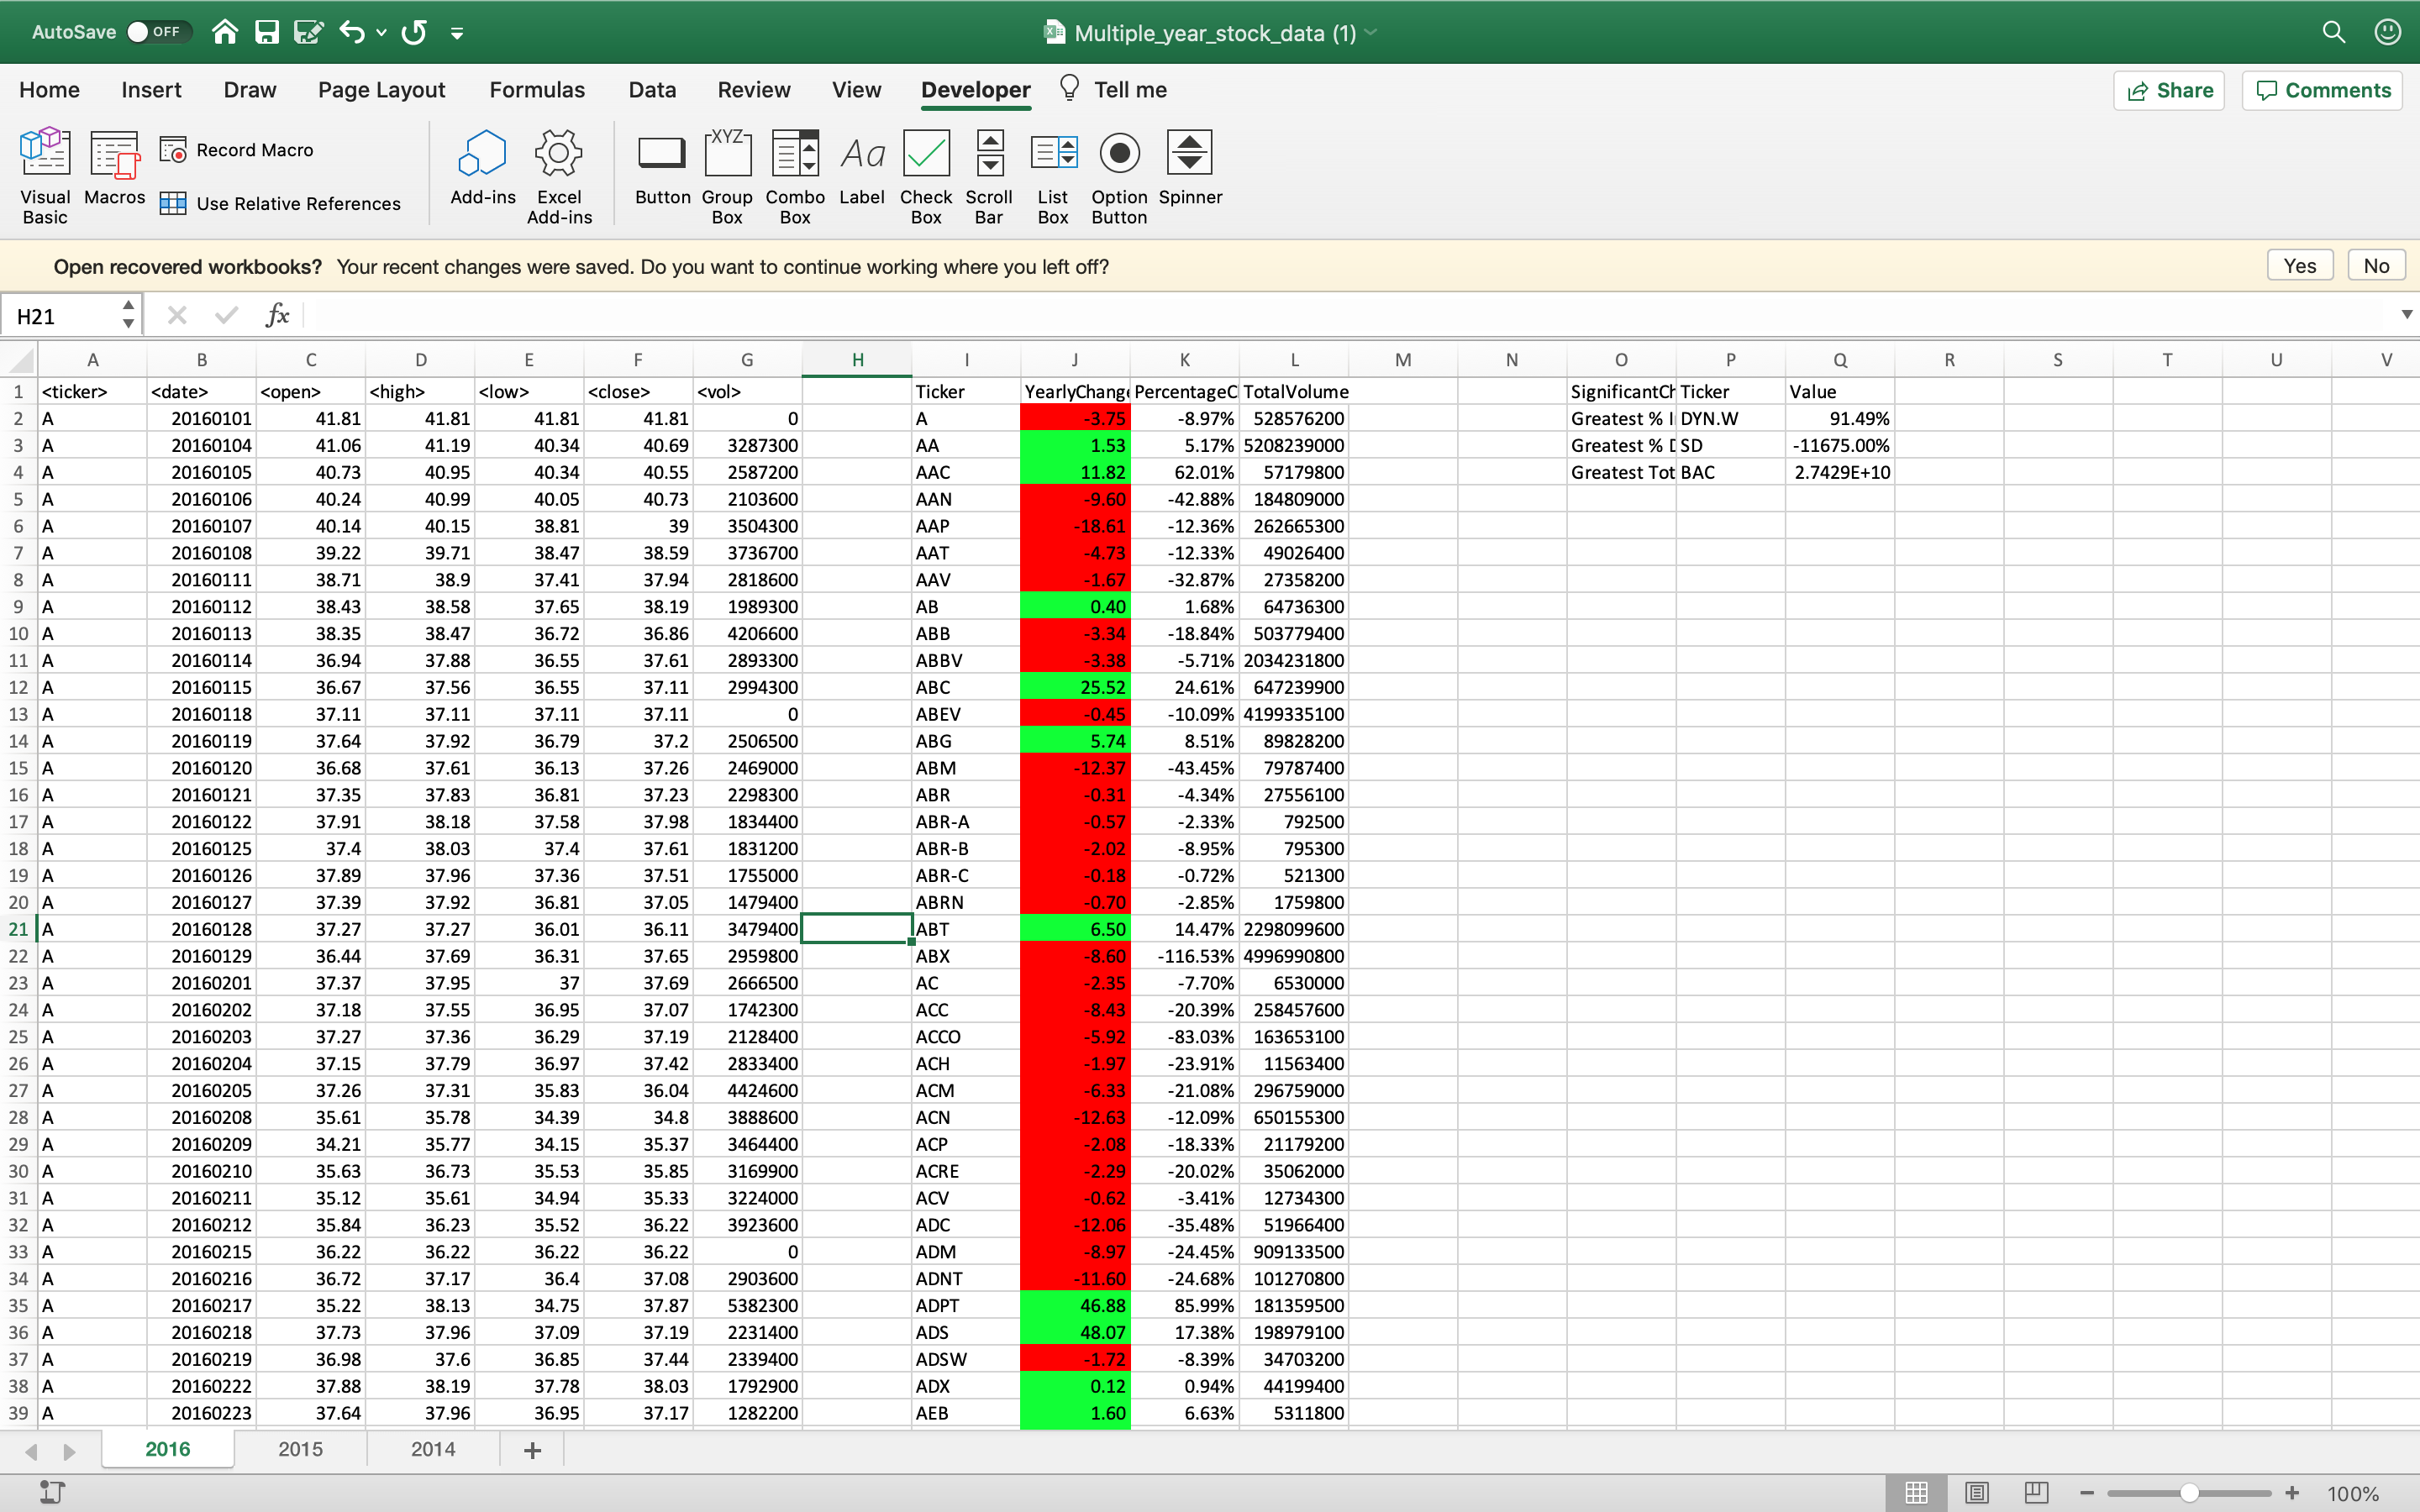 AutoSave OFF Multiple_year_stock_data (1)
Home Insert Draw Page Layout Formulas Data Review View Developer Tell me Share Comments
Visual Basic Macros Record Macro Use Relative References Add-ins Excel Add-ins Button Group Box Combo Box Label Check Box Scroll Bar List Box Option Button Spinner
XYZ Aa
Open recovered workbooks? Your recent changes were saved. Do you want to continue working where you left off? Yes No
H21 fx
A B C D E F G H I J K L M N O P Q R S T U V
1 <ticker> <date> <open> <high> <low> <close> <vol> Ticker YearlyChange PercentageC TotalVolume SignificantCh Ticker Value
2 A 20160101 41.81 41.81 41.81 41.81 0 A -3.75 -8.97% 528576200 Greatest % I DYN.W 91.49%
3 A 20160104 41.06 41.19 40.34 40.69 3287300 AA 1.53 5.17% 5208239000 Greatest % D SD -11675.00%
4 A 20160105 40.73 40.95 40.34 40.55 2587200 AAC 11.82 62.01% 57179800 Greatest Tot BAC 2.7429E+10
5 A 20160106 40.24 40.99 40.05 40.73 2103600 AAN -9.60 -42.88% 184809000
6 A 20160107 40.14 40.15 38.81 39 3504300 AAP -18.61 -12.36% 262665300
7 A 20160108 39.22 39.71 38.47 38.59 3736700 AAT -4.73 -12.33% 49026400
8 A 20160111 38.71 38.9 37.41 37.94 2818600 AAV -1.67 -32.87% 27358200
9 A 20160112 38.43 38.58 37.65 38.19 1989300 AB 0.40 1.68% 64736300
10 A 20160113 38.35 38.47 36.72 36.86 4206600 ABB -3.34 -18.84% 503779400
11 A 20160114 36.94 37.88 36.55 37.61 2893300 ABBV -3.38 -5.71% 2034231800
12 A 20160115 36.67 37.56 36.55 37.11 2994300 ABC 25.52 24.61% 647239900
13 A 20160118 37.11 37.11 37.11 37.11 0 ABEV -0.45 -10.09% 4199335100
14 A 20160119 37.64 37.92 36.79 37.2 2506500 ABG 5.74 8.51% 89828200
15 A 20160120 36.68 37.61 36.13 37.26 2469000 ABM -12.37 -43.45% 79787400
16 A 20160121 37.35 37.83 36.81 37.23 2298300 ABR -0.31 -4.34% 27556100
17 A 20160122 37.91 38.18 37.58 37.98 1834400 ABR-A -0.57 -2.33% 792500
18 A 20160125 37.4 38.03 37.4 37.61 1831200 ABR-B -2.02 -8.95% 795300
19 A 20160126 37.89 37.96 37.36 37.51 1755000 ABR-C -0.18 -0.72% 521300
20 A 20160127 37.39 37.92 36.81 37.05 1479400 ABRN -0.70 -2.85% 1759800
21 A 20160128 37.27 37.27 36.01 36.11 3479400 ABT 6.50 14.47% 2298099600
22 A 20160129 36.44 37.69 36.31 37.65 2959800 ABX -8.60 -116.53% 4996990800
23 A 20160201 37.37 37.95 37 37.69 2666500 AC -2.35 -7.70% 6530000
24 A 20160202 37.18 37.55 36.95 37.07 1742300 ACC -8.43 -20.39% 258457600
25 A 20160203 37.27 37.36 36.29 37.19 2128400 ACCO -5.92 -83.03% 163653100
26 A 20160204 37.15 37.79 36.97 37.42 2833400 ACH -1.97 -23.91% 11563400
27 A 20160205 37.26 37.31 35.83 36.04 4424600 ACM -6.33 -21.08% 296759000
28 A 20160208 35.61 35.78 34.39 34.8 3888600 ACN -12.63 -12.09% 650155300
29 A 20160209 34.21 35.77 34.15 35.37 3464400 ACP -2.08 -18.33% 21179200
30 A 20160210 35.63 36.73 35.53 35.85 3169900 ACRE -2.29 -20.02% 35062000
31 A 20160211 35.12 35.61 34.94 35.33 3224000 ACV -0.62 -3.41% 12734300
32 A 20160212 35.84 36.23 35.52 36.22 3923600 ADC -12.06 -35.48% 51966400
33 A 20160215 36.22 36.22 36.22 36.22 0 ADM -8.97 -24.45% 909133500
34 A 20160216 36.72 37.17 36.4 37.08 2903600 ADNT -11.60 -24.68% 101270800
35 A 20160217 35.22 38.13 34.75 37.87 5382300 ADPT 46.88 85.99% 181359500
36 A 20160218 37.73 37.96 37.09 37.19 2231400 ADS 48.07 17.38% 198979100
37 A 20160219 36.98 37.6 36.85 37.44 2339400 ADSW -1.72 -8.39% 34703200
38 A 20160222 37.88 38.19 37.78 38.03 1792900 ADX 0.12 0.94% 44199400
39 A 20160223 37.64 37.96 36.95 37.17 1282200 AEB 1.60 6.63% 5311800
2016 2015 2014 +
100%